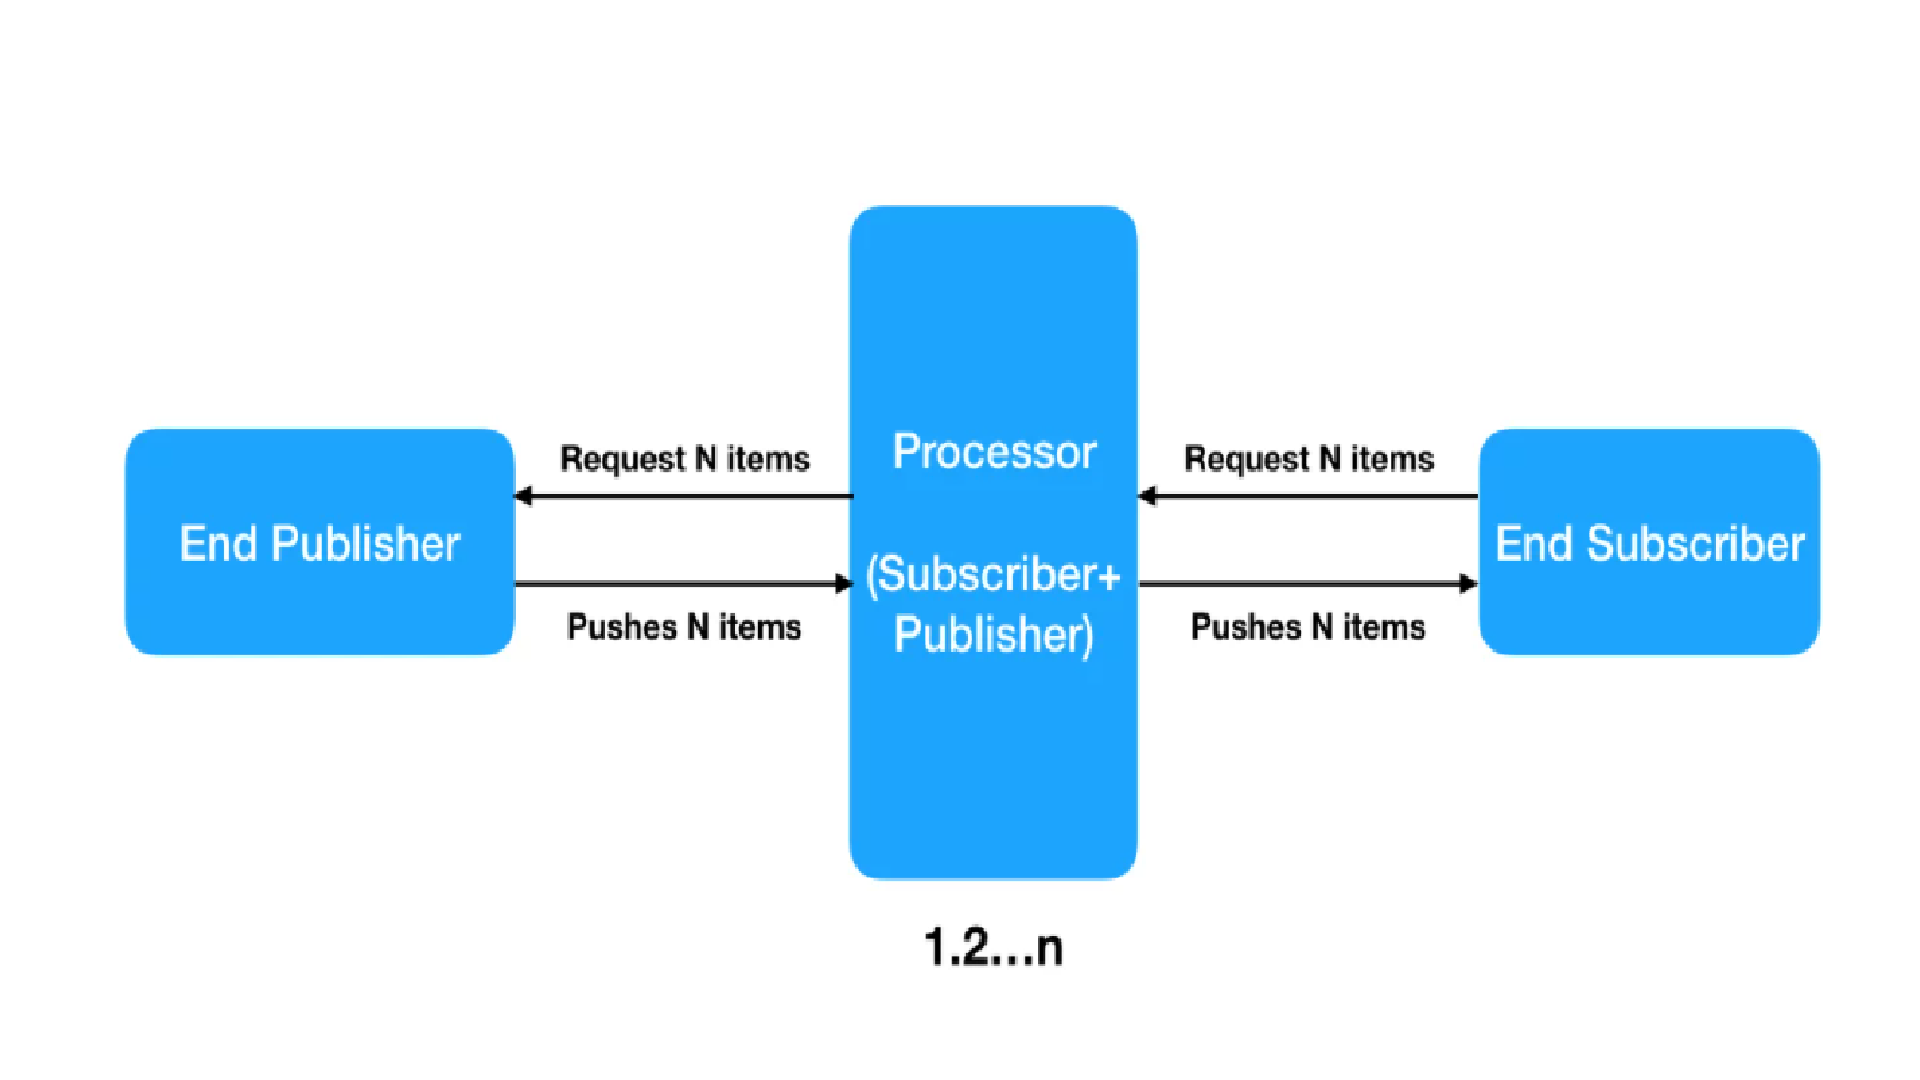 Request N items
Processor
Request N items
End Publisher
End Subscriber
(Subscriber+
Publisher)
Pushes N items
Pushes N items
1.2...n